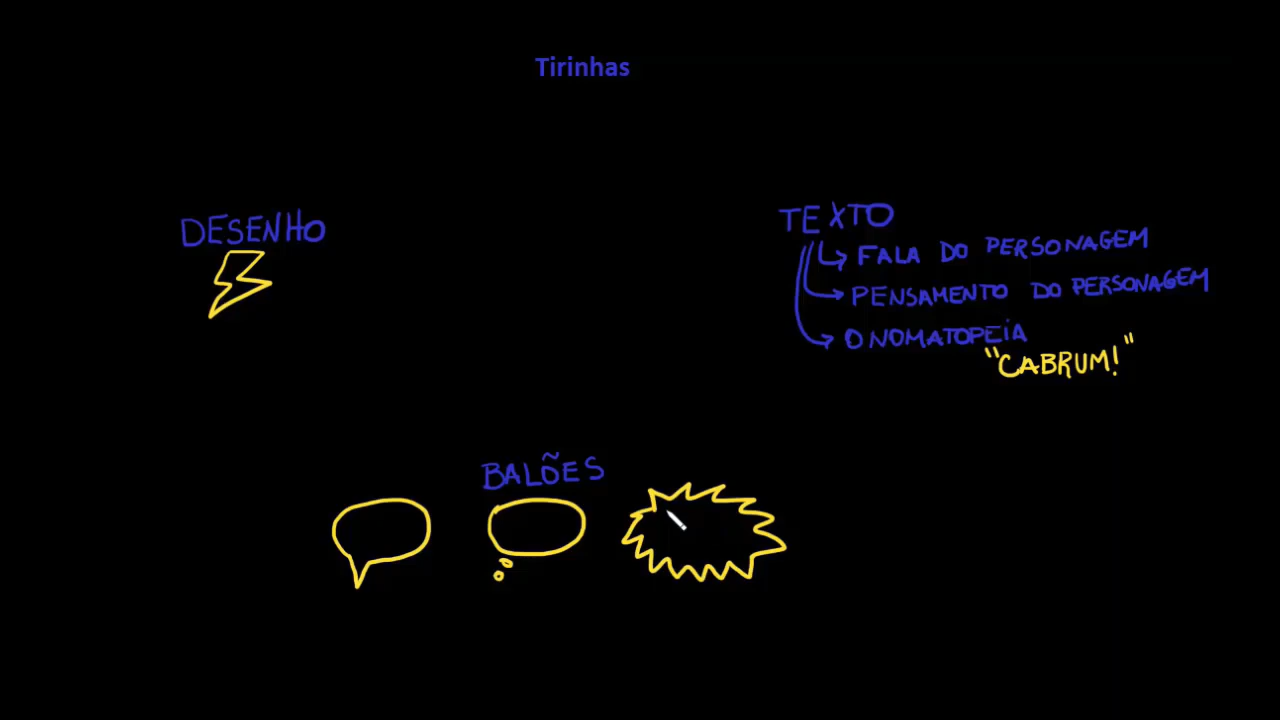 Tirinhas
DESENHO
TEXTO
FALA DO PERSONAGEM
PENSAMENTO DO PERSONAGEM
ONOMATOPEIA
"CABRUM!"
BALÕES